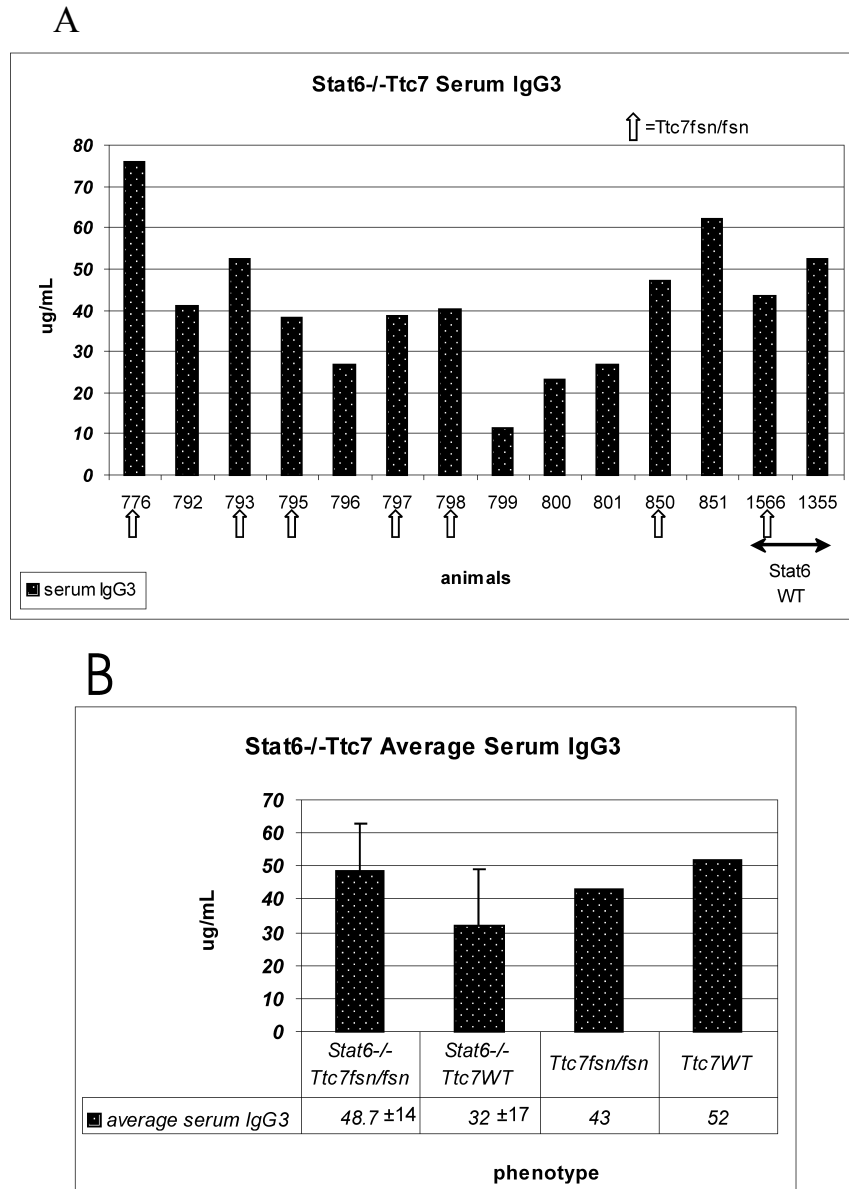 A
Stat6-/-Ttc7 Serum IgG3
=Ttc7fsn/fsn
80
70
60
50
40
30
20
10
0
ug/mL
776 792 793 795 796 797 798 799 800 801 850 851 1566 1355
animals
Stat6
WT
serum IgG3
B
Stat6-/-Ttc7 Average Serum IgG3
70
60
50
40
30
20
10
0
ug/mL
Stat6-/- Stat6-/- Ttc7fsn/fsn Ttc7WT
Ttc7fsn/fsn Ttc7WT
average serum IgG3 48.7 ±14 32 ±17 43 52
phenotype